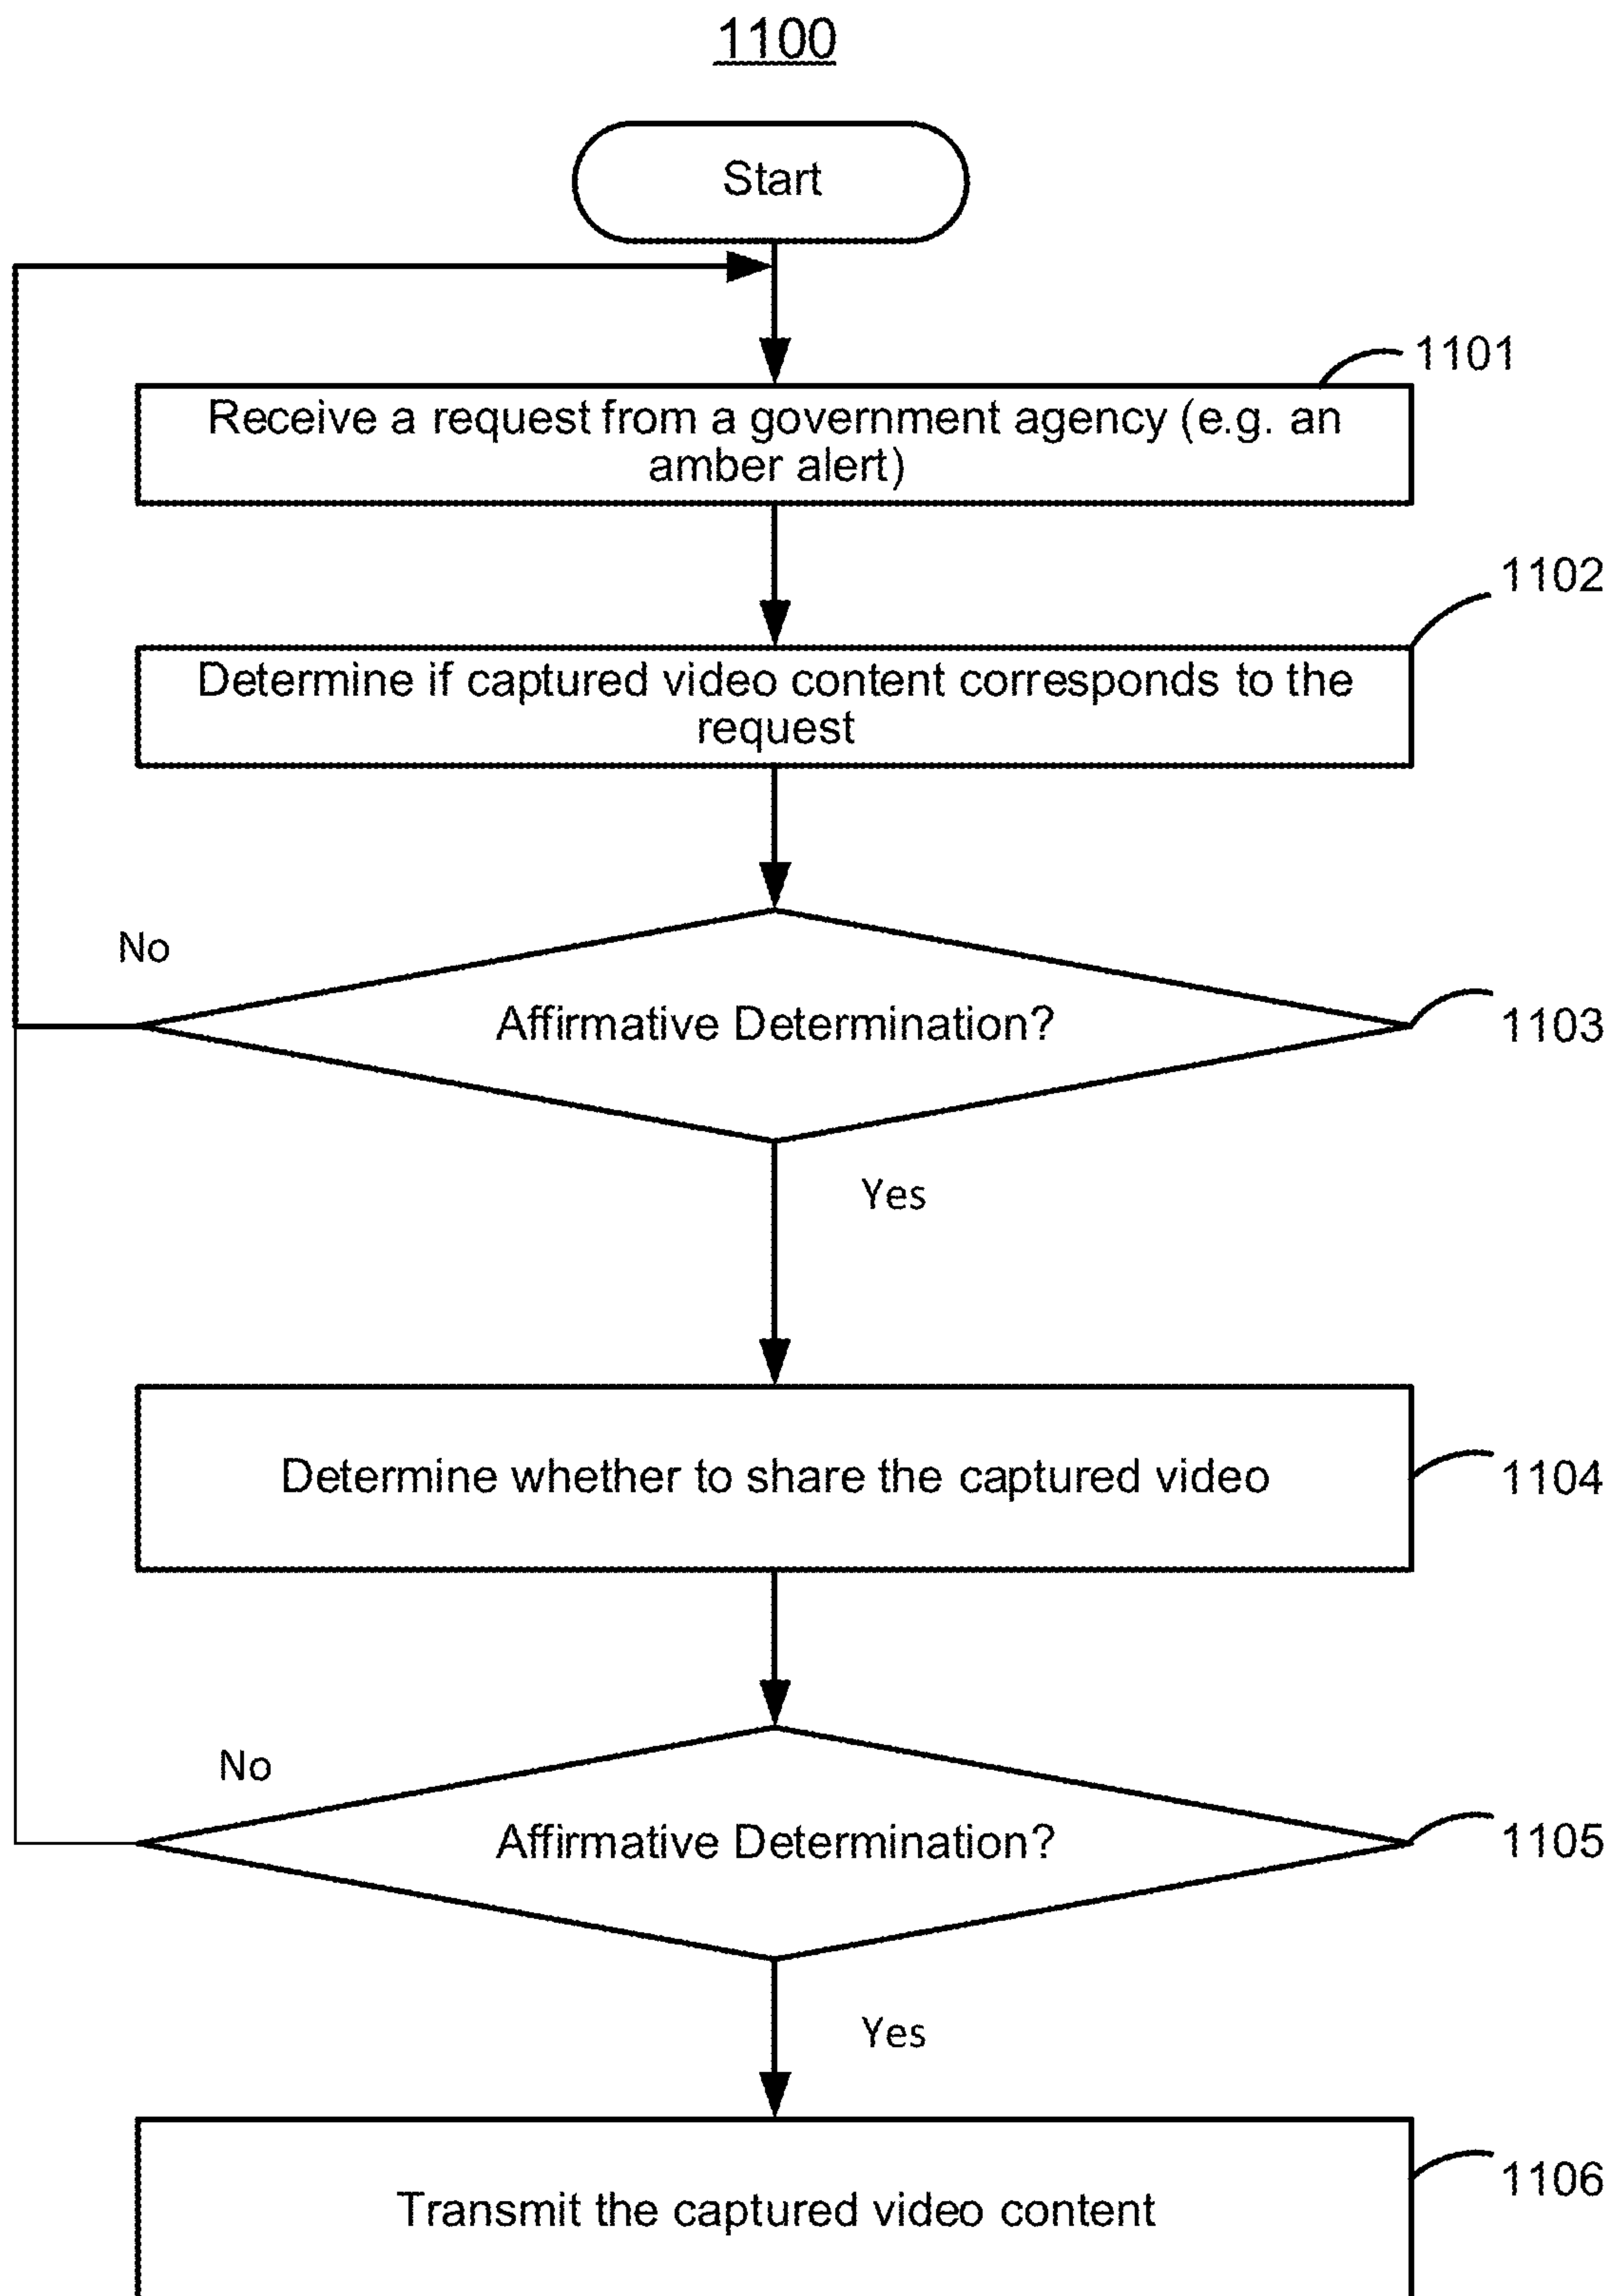 1100
Start
1101
Receive a request from a government agency (e.g. an
amber alert)
1102
Determine if captured video content corresponds to the
request
No
Affirmative Determination?
1103
Yes
Determine whether to share the captured video
1104
No
Affirmative Determination?
1105
Yes
1106
Transmit the captured video content